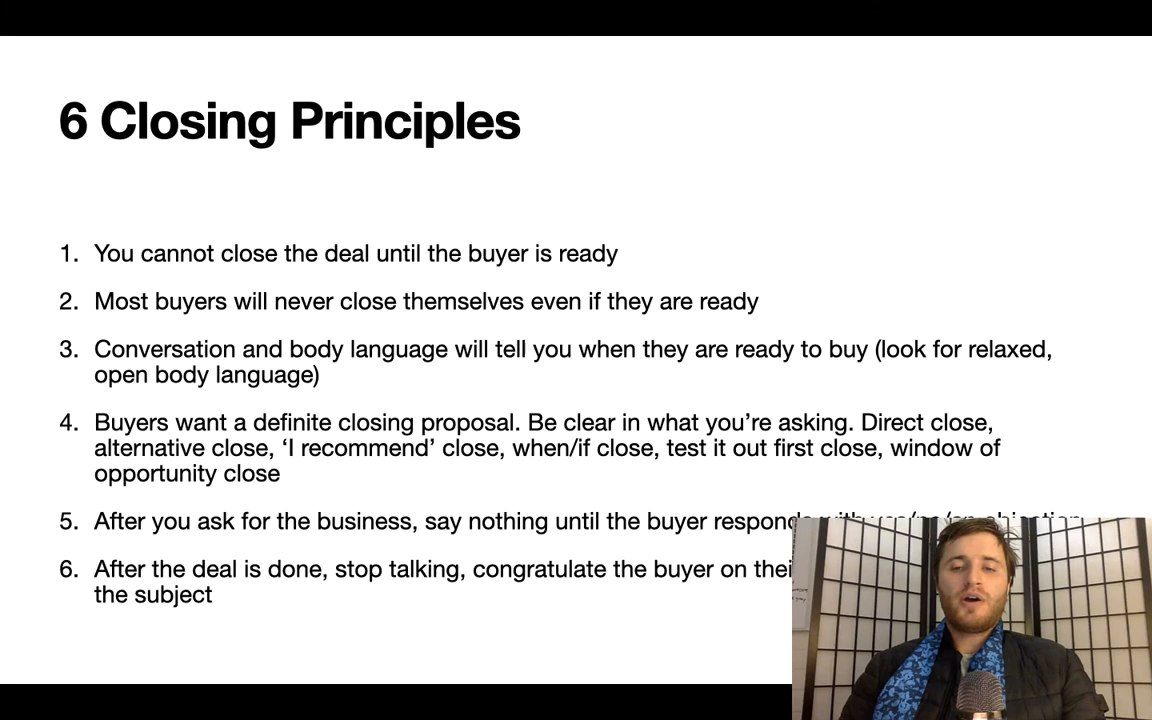 6 Closing Principles
1. You cannot close the deal until the buyer is ready
2. Most buyers will never close themselves even if they are ready
3. Conversation and body language will tell you when they are ready to buy (look for relaxed,
open body language)
4. Buyers want a definite closing proposal. Be clear in what you’re asking. Direct close,
alternative close, ‘I recommend’ close, when/if close, test it out first close, window of
opportunity close
5. After you ask for the business, say nothing until the buyer responds with yes/no/an objection
6. After the deal is done, stop talking, congratulate the buyer on
the subject